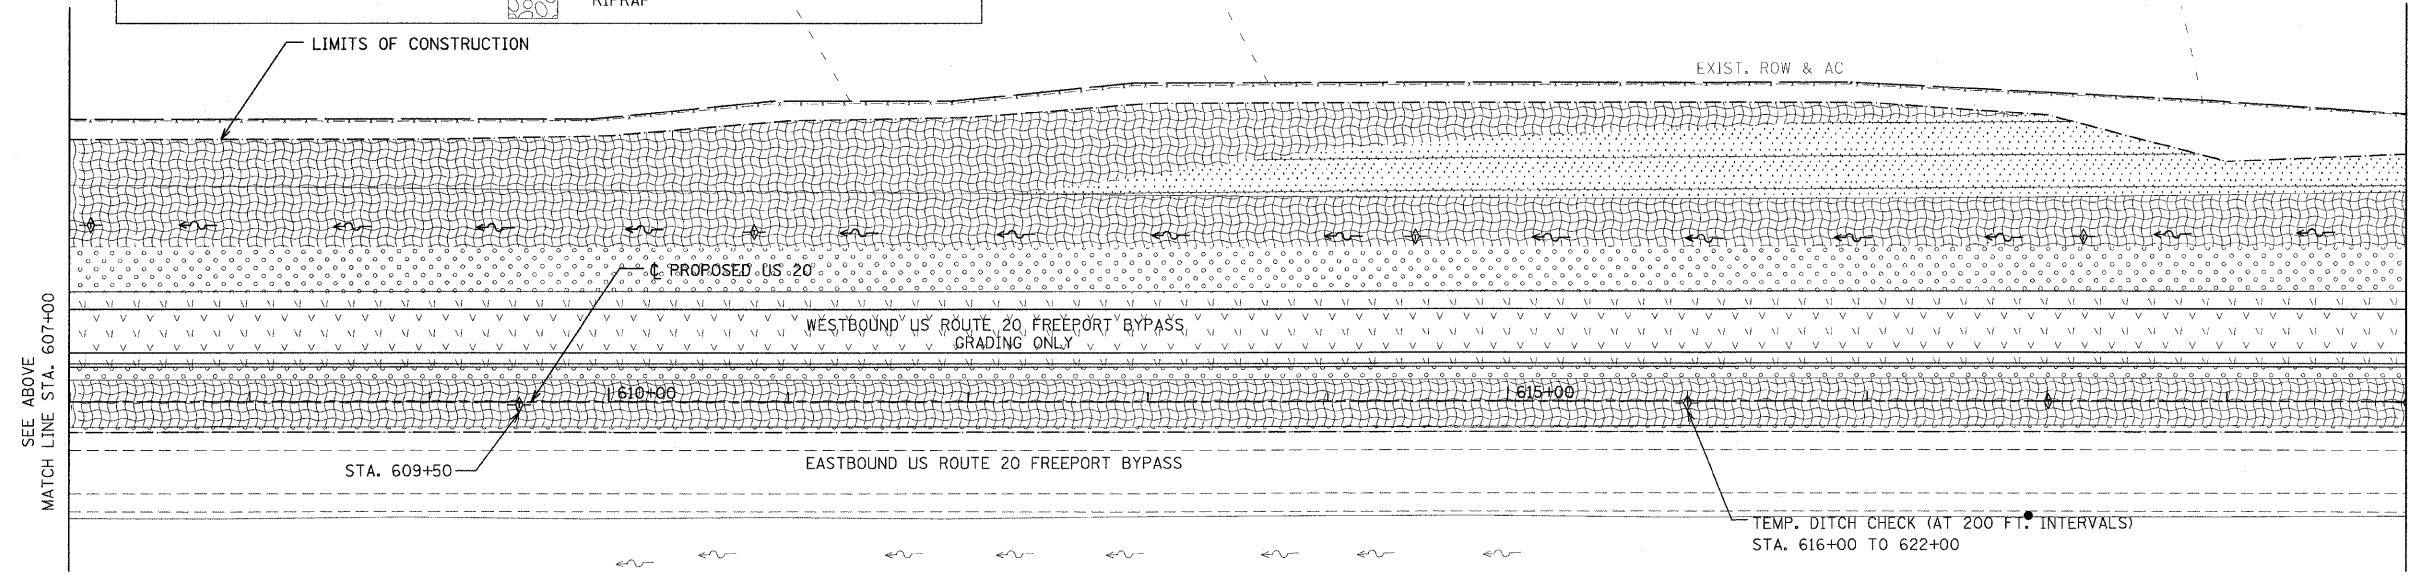 RIPRAP
LIMITS OF CONSTRUCTION
EXIST. ROW & AC
SEE ABOVE
MATCH LINE STA. 607+00
℄ PROPOSED US 20
WESTBOUND US ROUTE 20 FREEPORT BYPASS
GRADING ONLY
610+00
615+00
STA. 609+50
EASTBOUND US ROUTE 20 FREEPORT BYPASS
TEMP. DITCH CHECK (AT 200 FT. INTERVALS)
STA. 616+00 TO 622+00